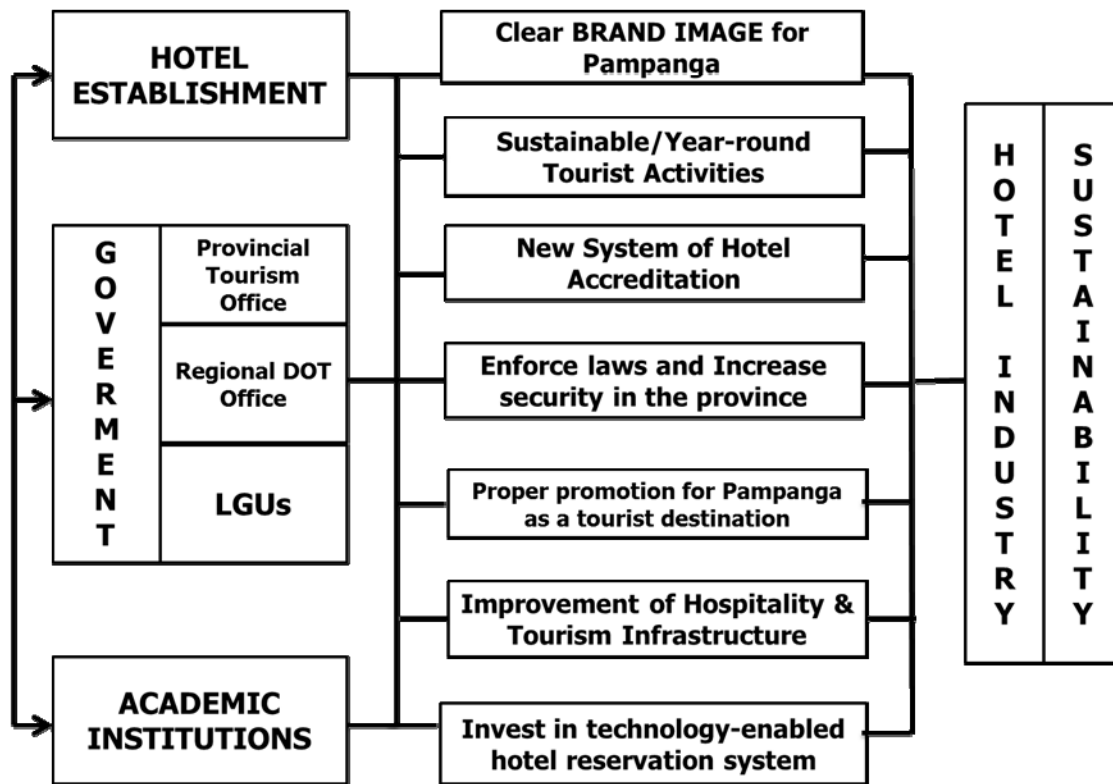 HOTEL
ESTABLISHMENT
GOVERMENT
Provincial
Tourism
Office
Regional DOT
Office
LGUs
ACADEMIC
INSTITUTIONS
Clear BRAND IMAGE for
Pampanga
Sustainable/Year-round
Tourist Activities
New System of Hotel
Accreditation
Enforce laws and Increase
security in the province
Proper promotion for Pampanga
as a tourist destination
Improvement of Hospitality &
Tourism Infrastructure
Invest in technology-enabled
hotel reservation system
HOTEL INDUSTRY
SUSTAINABILITY